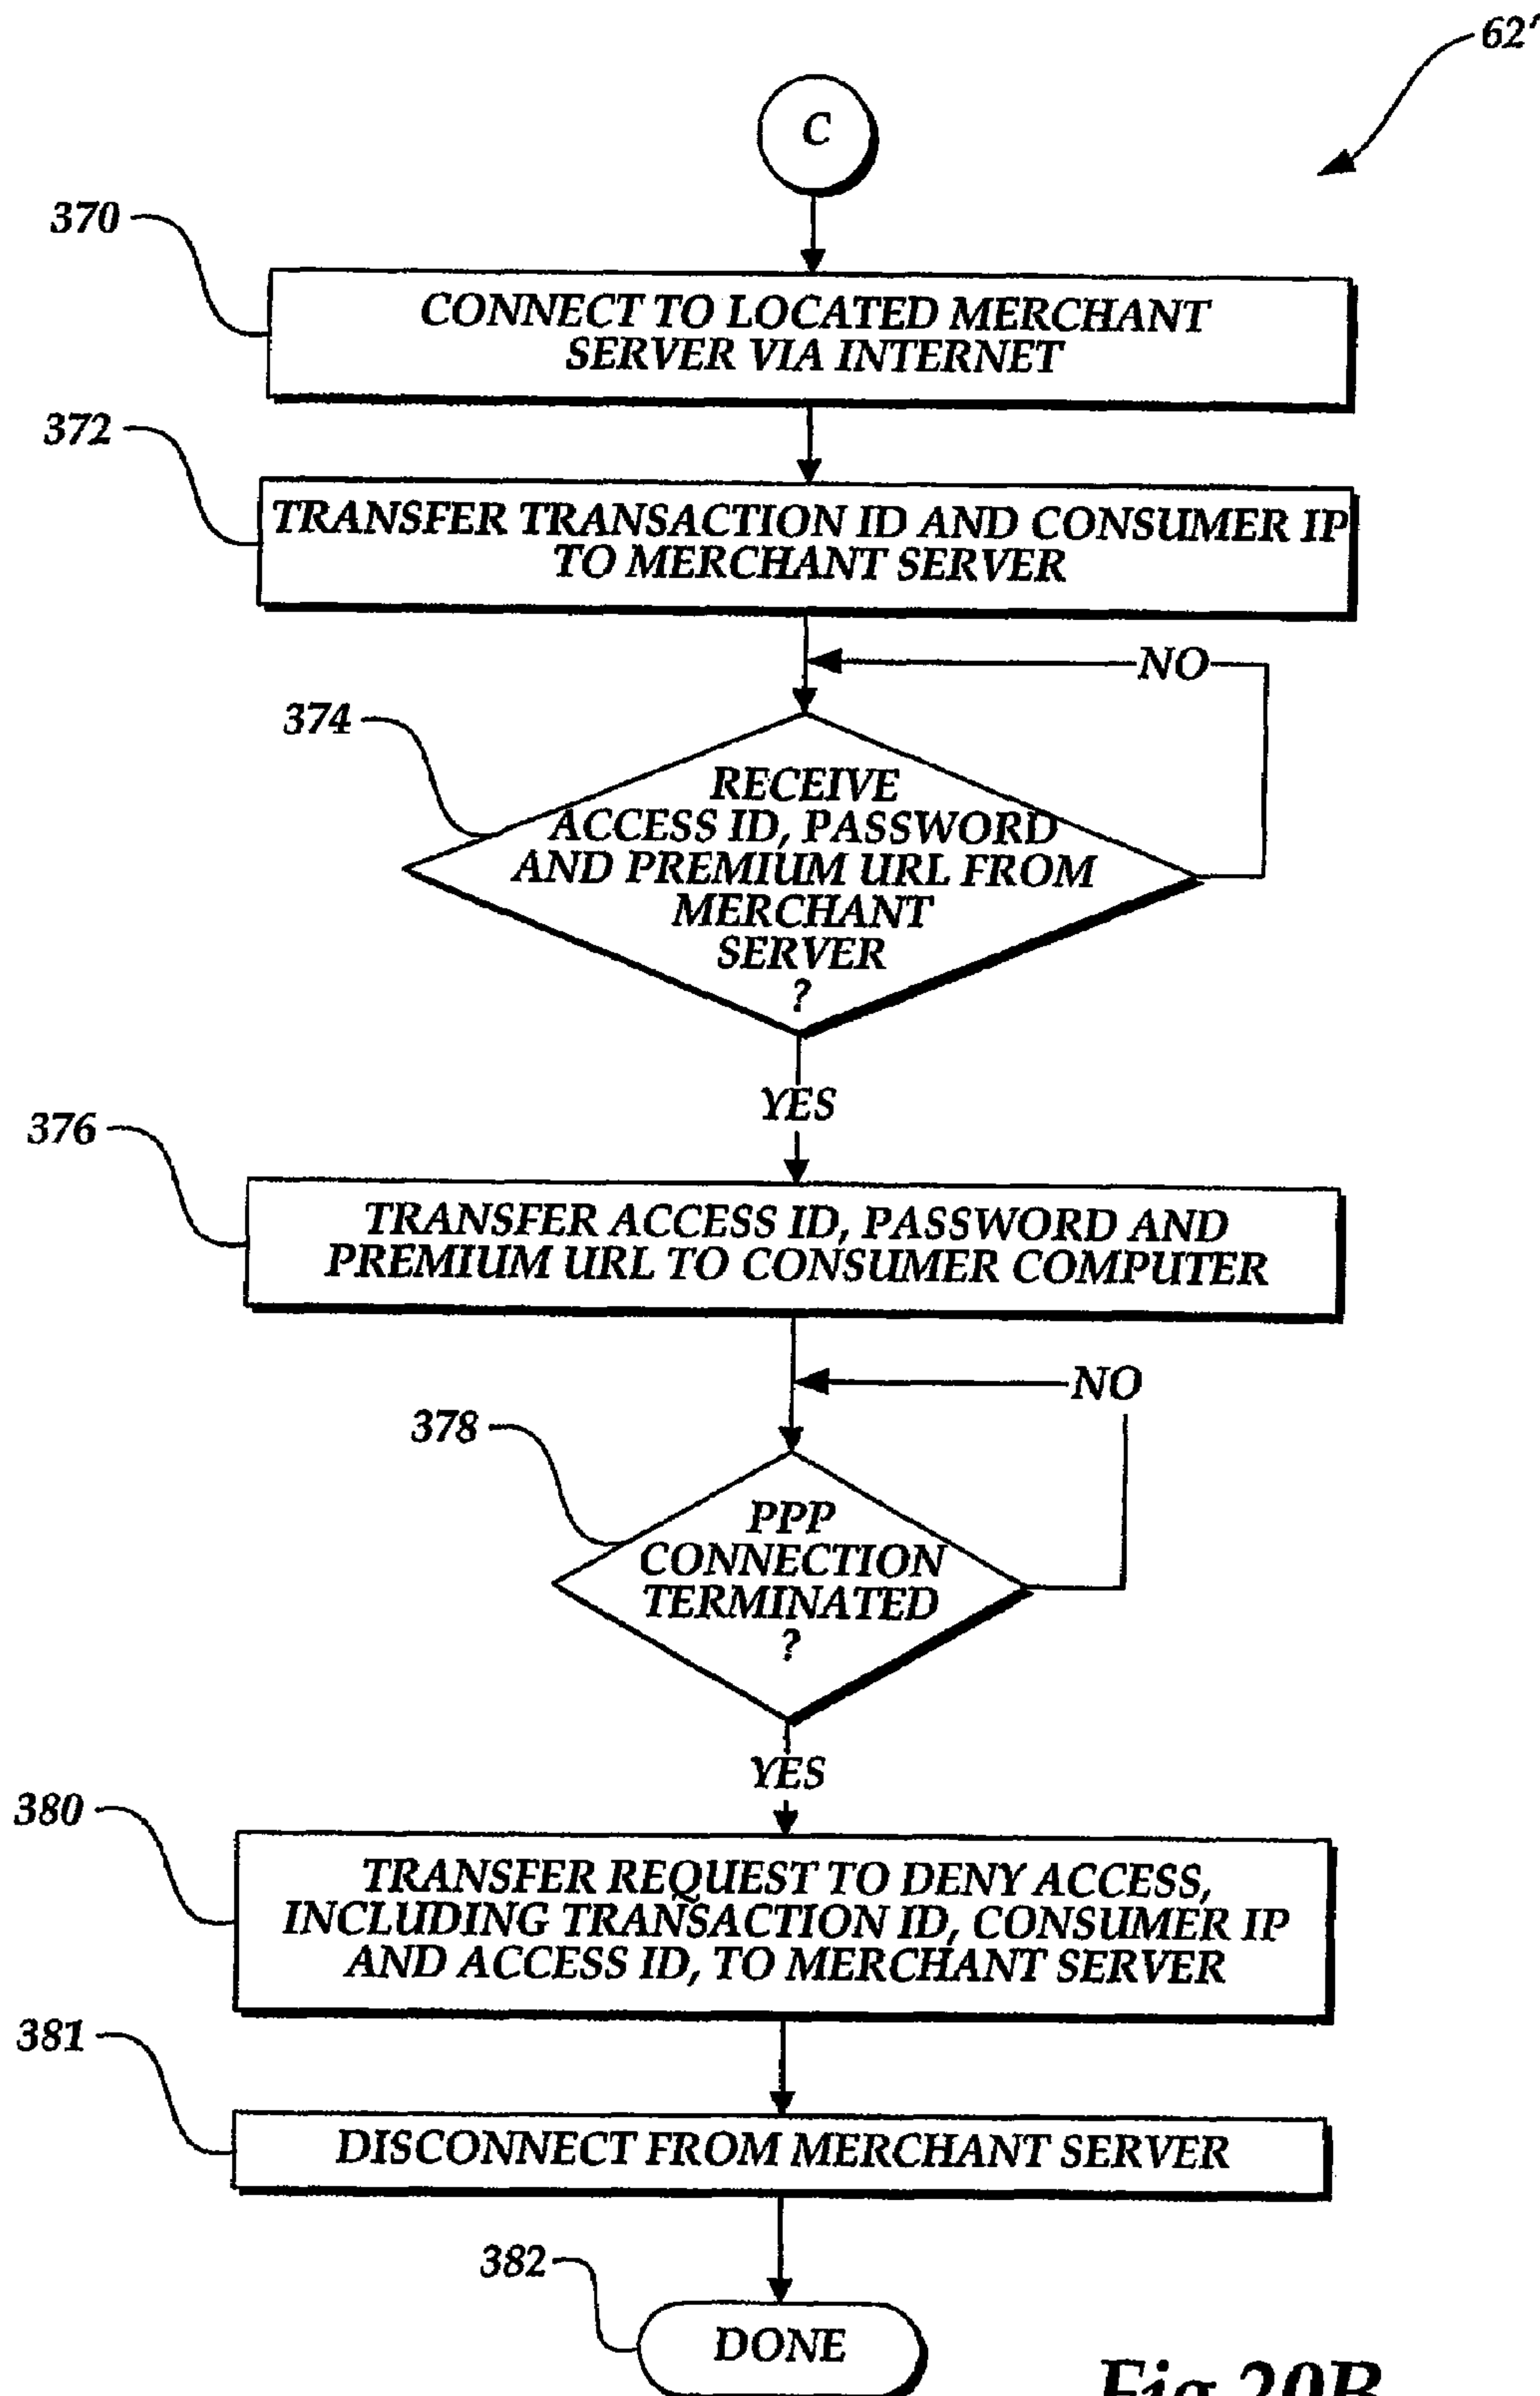 62'
C
370
CONNECT TO LOCATED MERCHANT
SERVER VIA INTERNET
372
TRANSFER TRANSACTION ID AND CONSUMER IP
TO MERCHANT SERVER
NO
374
RECEIVE
ACCESS ID, PASSWORD
AND PREMIUM URL FROM
MERCHANT
SERVER
?
YES
376
TRANSFER ACCESS ID, PASSWORD AND
PREMIUM URL TO CONSUMER COMPUTER
NO
378
PPP
CONNECTION
TERMINATED
?
YES
380
TRANSFER REQUEST TO DENY ACCESS,
INCLUDING TRANSACTION ID, CONSUMER IP
AND ACCESS ID, TO MERCHANT SERVER
381
DISCONNECT FROM MERCHANT SERVER
382
DONE
Fig. 20B